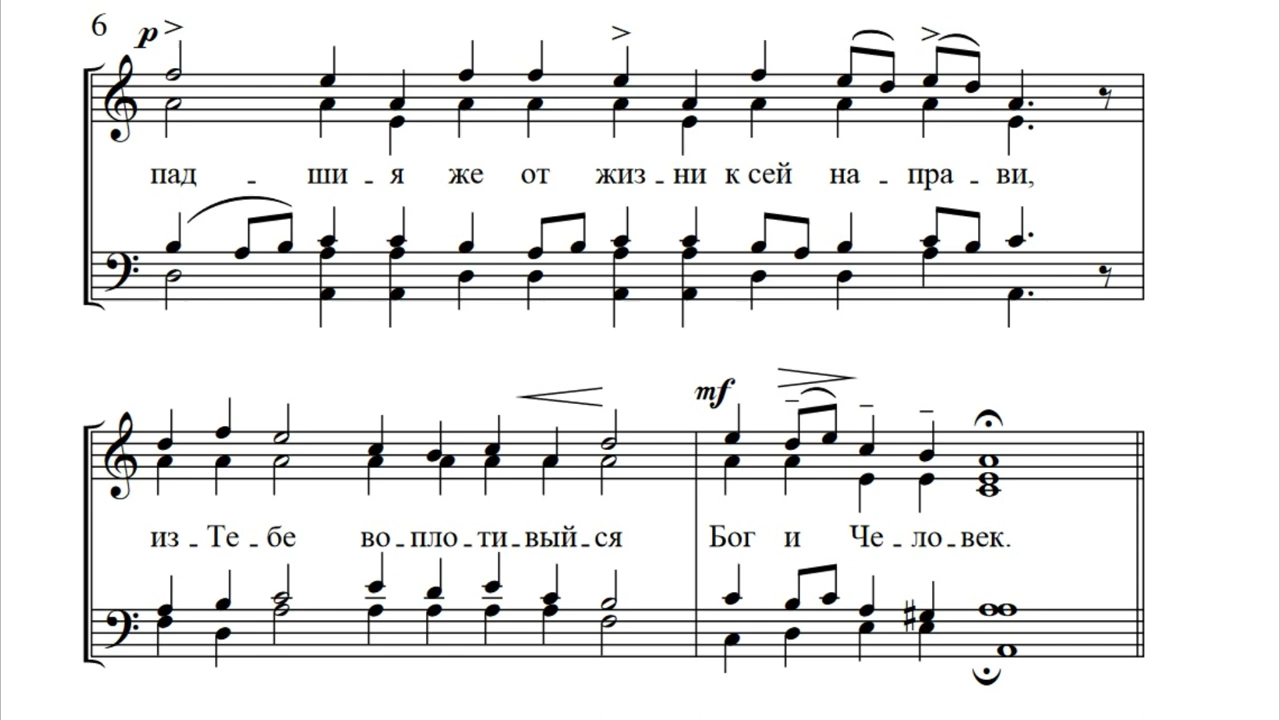 6
p
пад - ши - я же от жиз - ни к сей на - пра - ви,
mf
из - Те - бе во - пло - ти - вый - ся Бог и Че - ло - век.